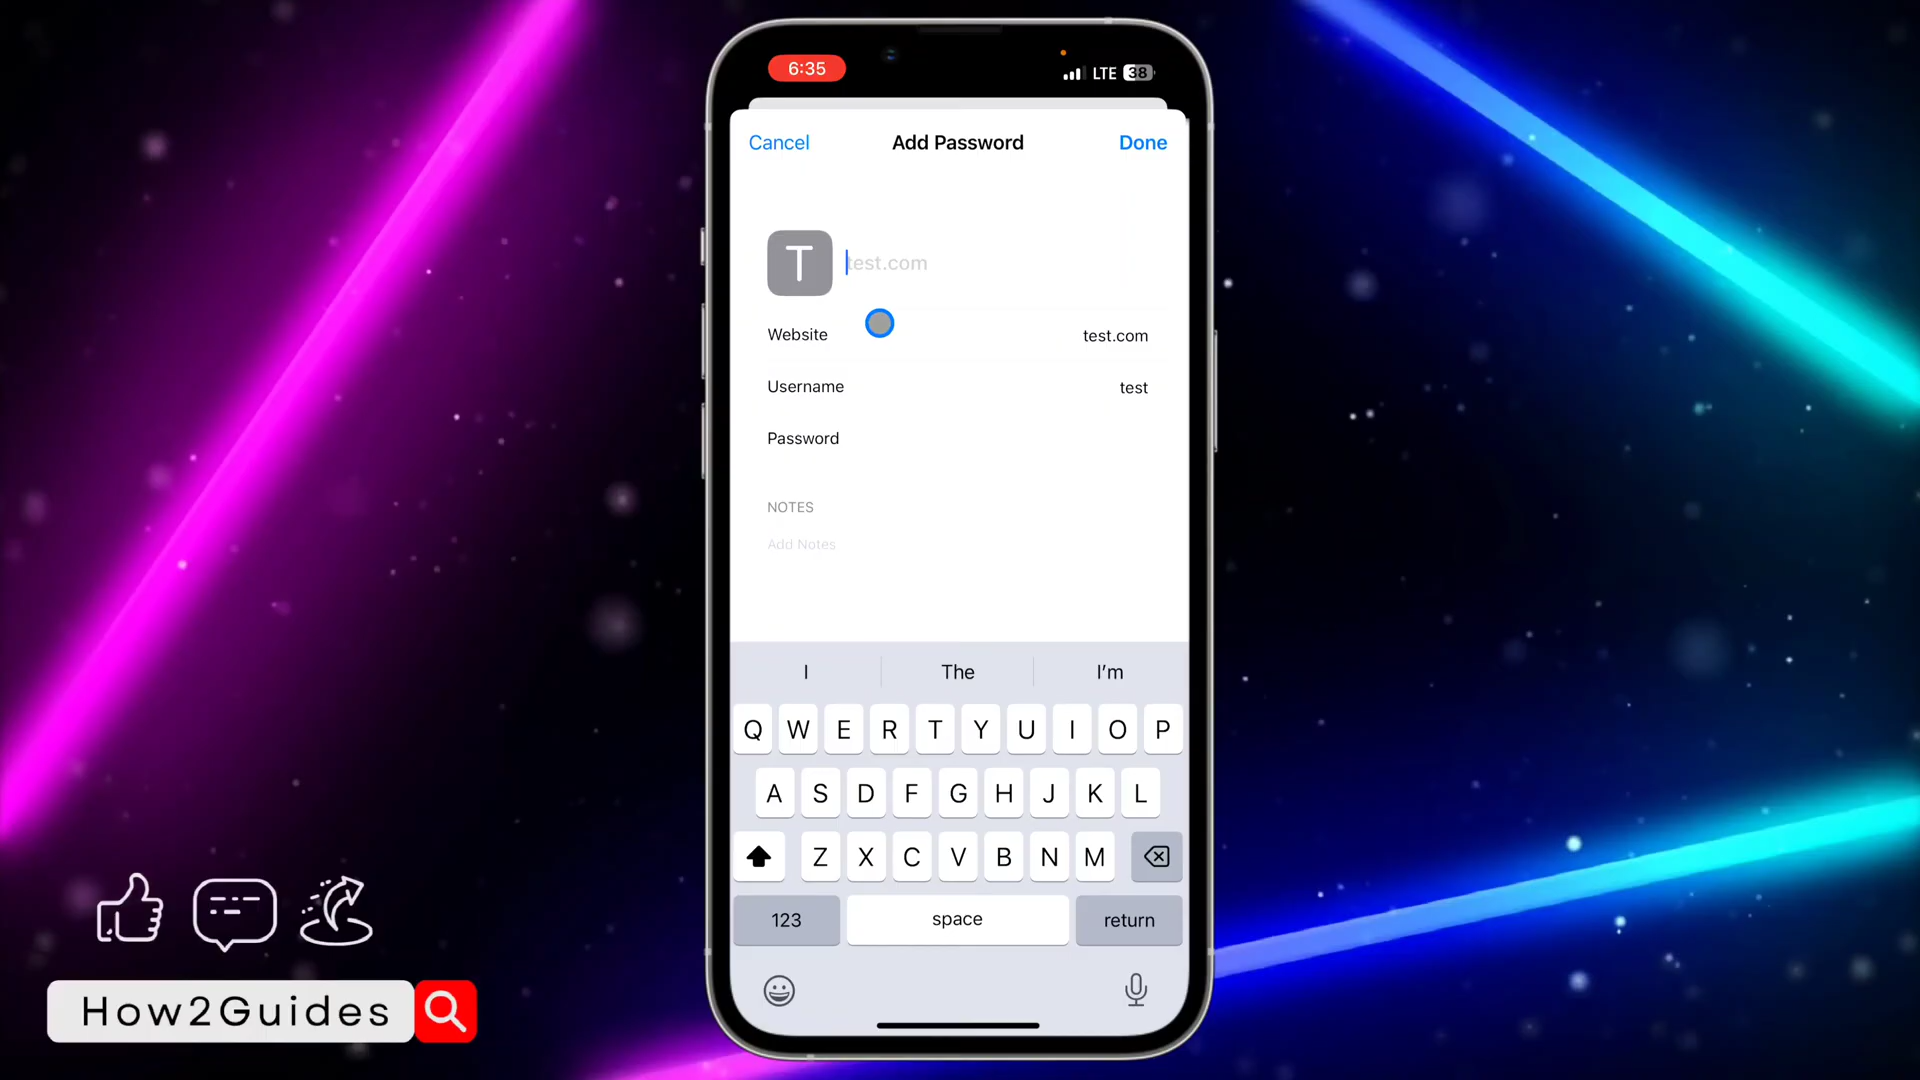 6:35
LTE 38
Cancel
Add Password
Done
T
test.com
Website
test.com
Username
test
Password
NOTES
Add Notes
I The I'm
Q W E R T Y U I O P
A S D F G H J K L
Z X C V B N M
123 space return
How2Guides